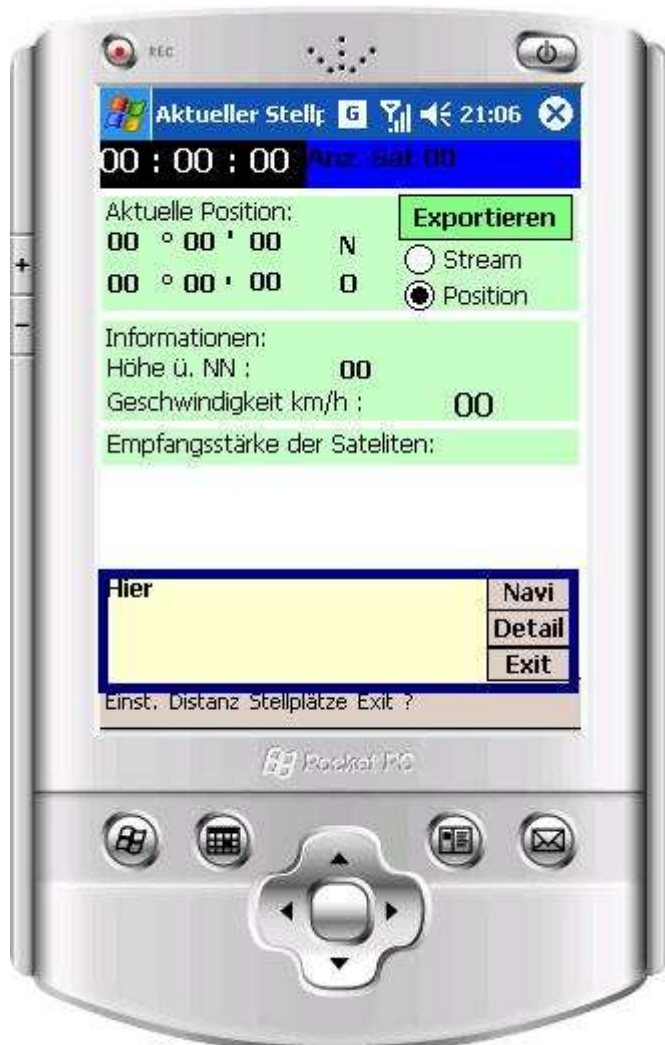 REC
Aktueller Stellp G 21:06
00 : 00 : 00 Anz. Sat 00
Aktuelle Position:
Exportieren
00 ° 00 ' 00 N
Stream
00 ° 00 ' 00 O
Position
Informationen:
Höhe ü. NN : 00
Geschwindigkeit km/h : 00
Empfangsstärke der Sateliten:
Hier
Navi
Detail
Exit
Einst. Distanz Stellplätze Exit ?
Pocket PC
+
-